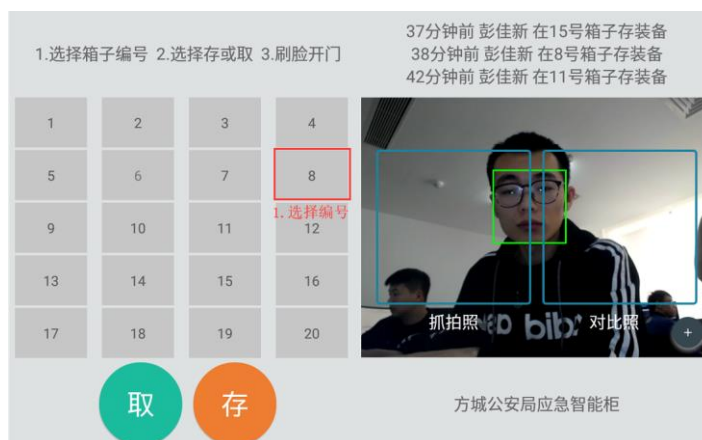 1.选择箱子编号 2.选择存或取 3.刷脸开门
37分钟前 彭佳新 在15号箱子存装备
38分钟前 彭佳新 在8号箱子存装备
42分钟前 彭佳新 在11号箱子存装备
1 2 3 4
5 6 7 8
1.选择编号
9 10 11 12
13 14 15 16
17 18 19 20
抓拍照 对比照
+
取 存
方城公安局应急智能柜